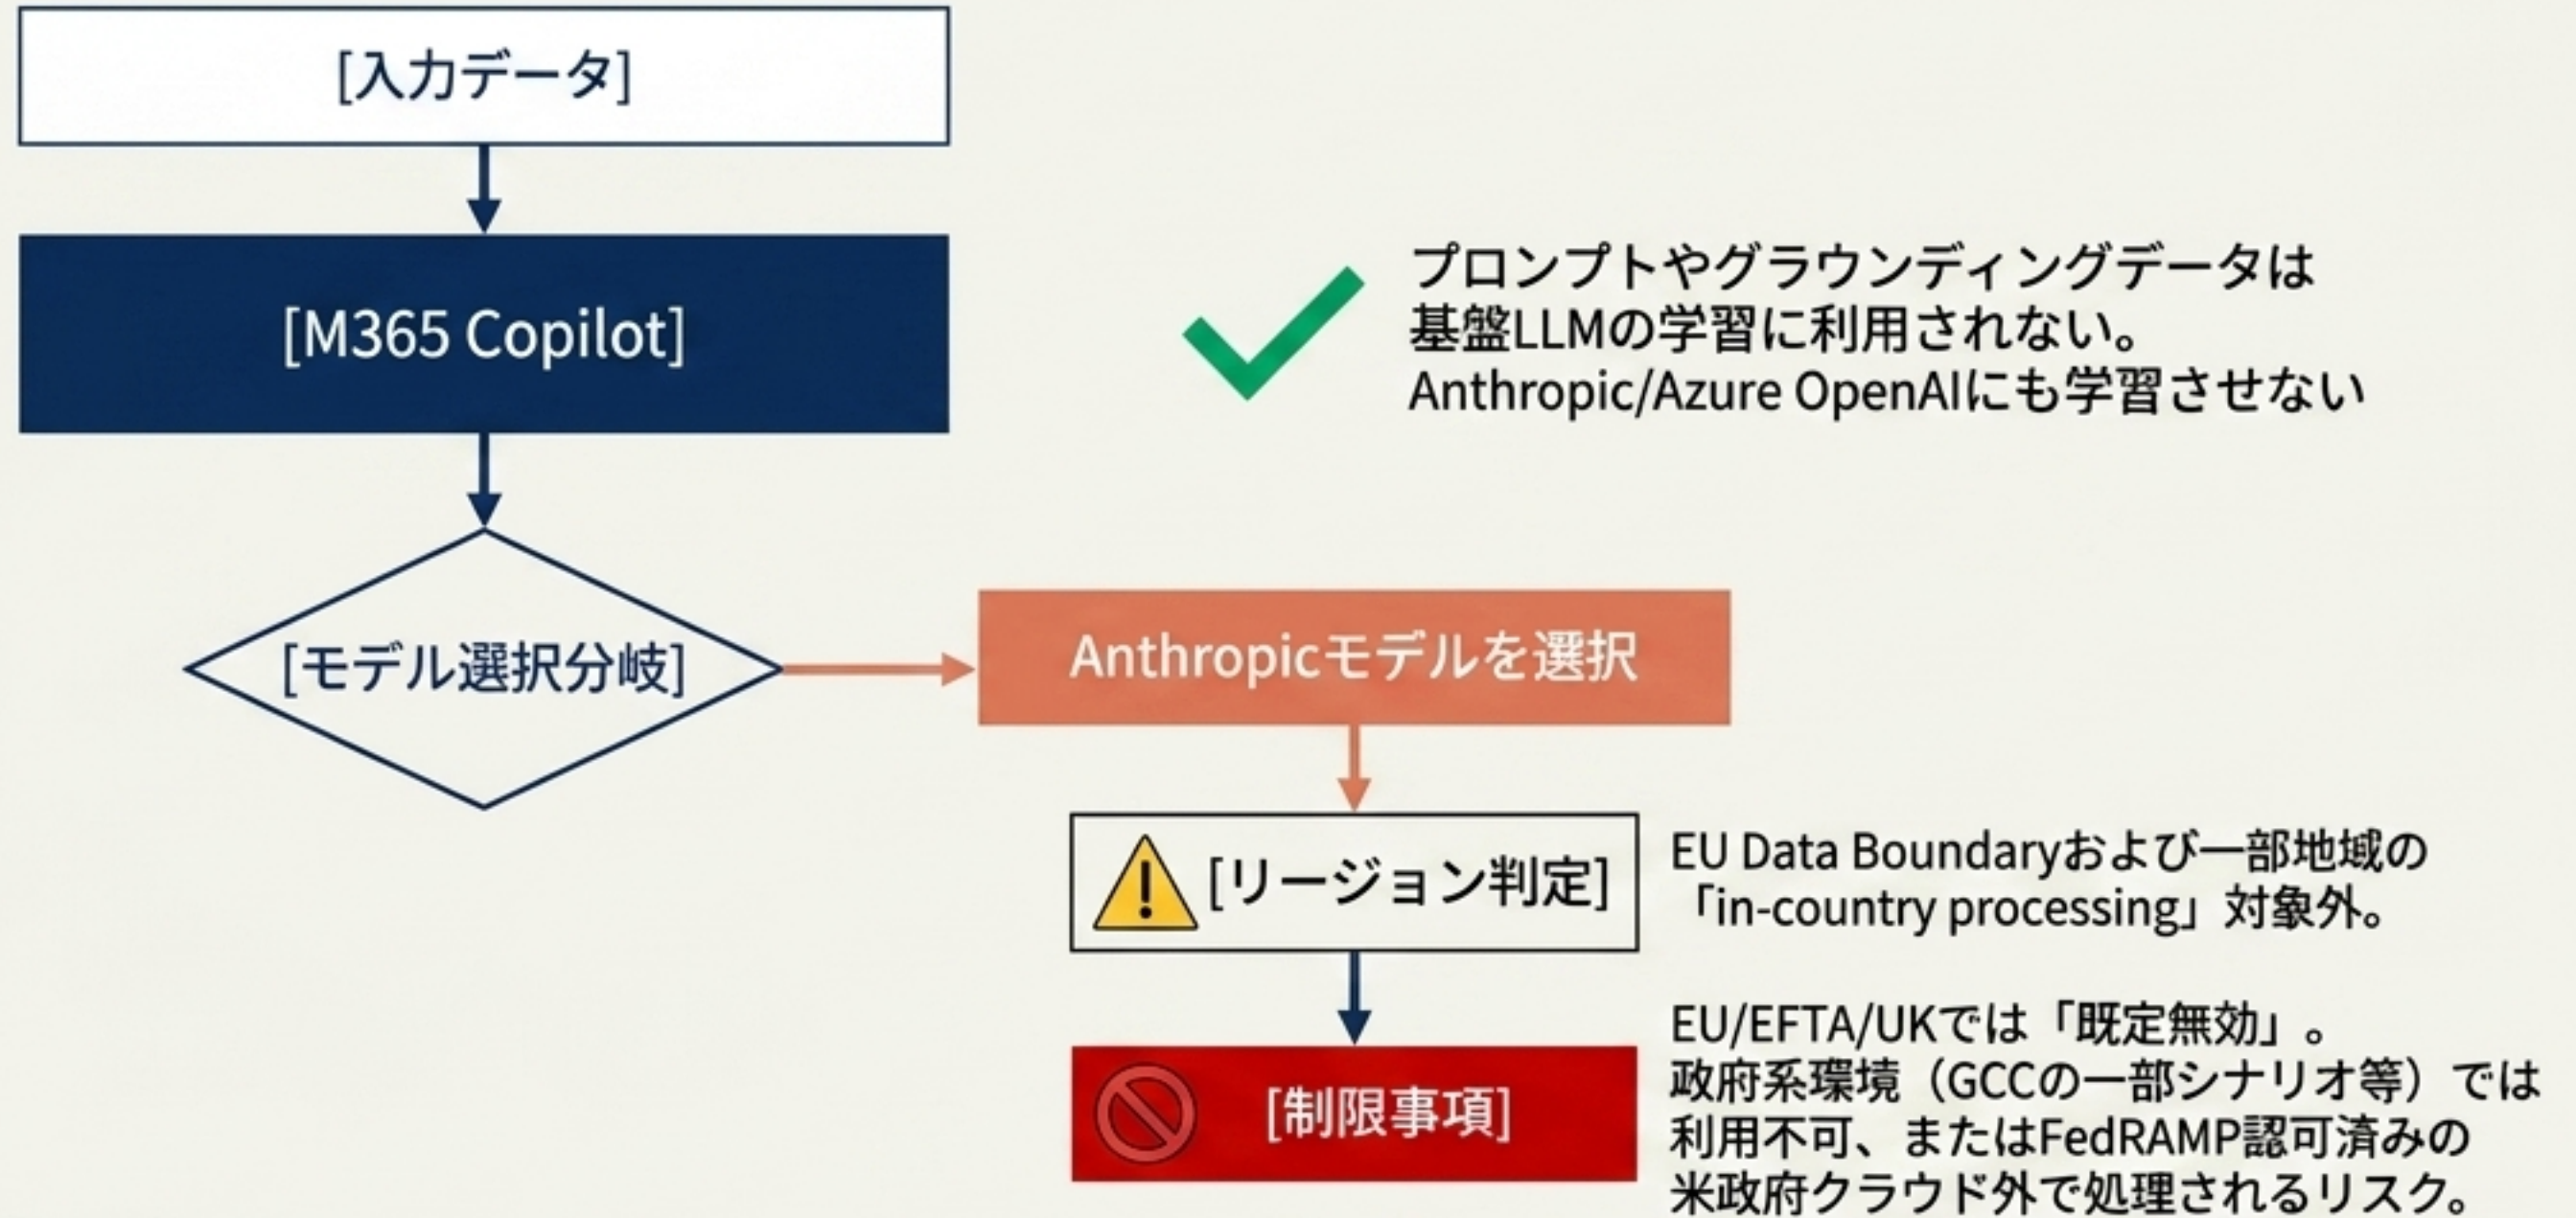 [入力データ]
[M365 Copilot]
プロンプトやグラウンディングデータは
基盤LLMの学習に利用されない。
Anthropic/Azure OpenAIにも学習させない
[モデル選択分岐]
Anthropicモデルを選択
[リージョン判定]
EU Data Boundaryおよび一部地域の
「in-country processing」対象外。
[制限事項]
EU/EFTA/UKでは「既定無効」。
政府系環境（GCCの一部シナリオ等）では
利用不可、またはFedRAMP認可済みの
米政府クラウド外で処理されるリスク。